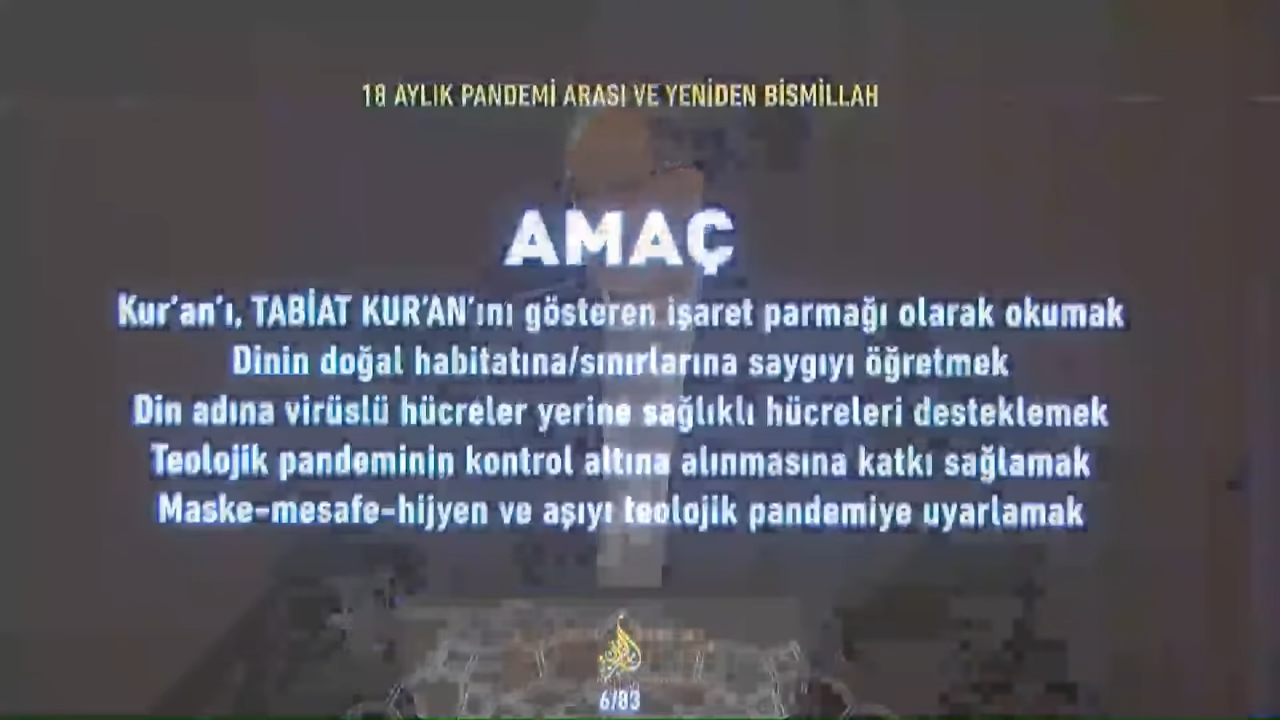 18 AYLIK PANDEMİ ARASI VE YENİDEN BİSMİLLAH
AMAÇ
Kur'an'ı, TABİAT KUR'AN'ını gösteren işaret parmağı olarak okumak
Dinin doğal habitatına/sınırlarına saygıyı öğretmek
Din adına virüslü hücreler yerine sağlıklı hücreleri desteklemek
Teolojik pandeminin kontrol altına alınmasına katkı sağlamak
Maske-mesafe-hijyen ve aşıyı teolojik pandemiye uyarlamak
6/83